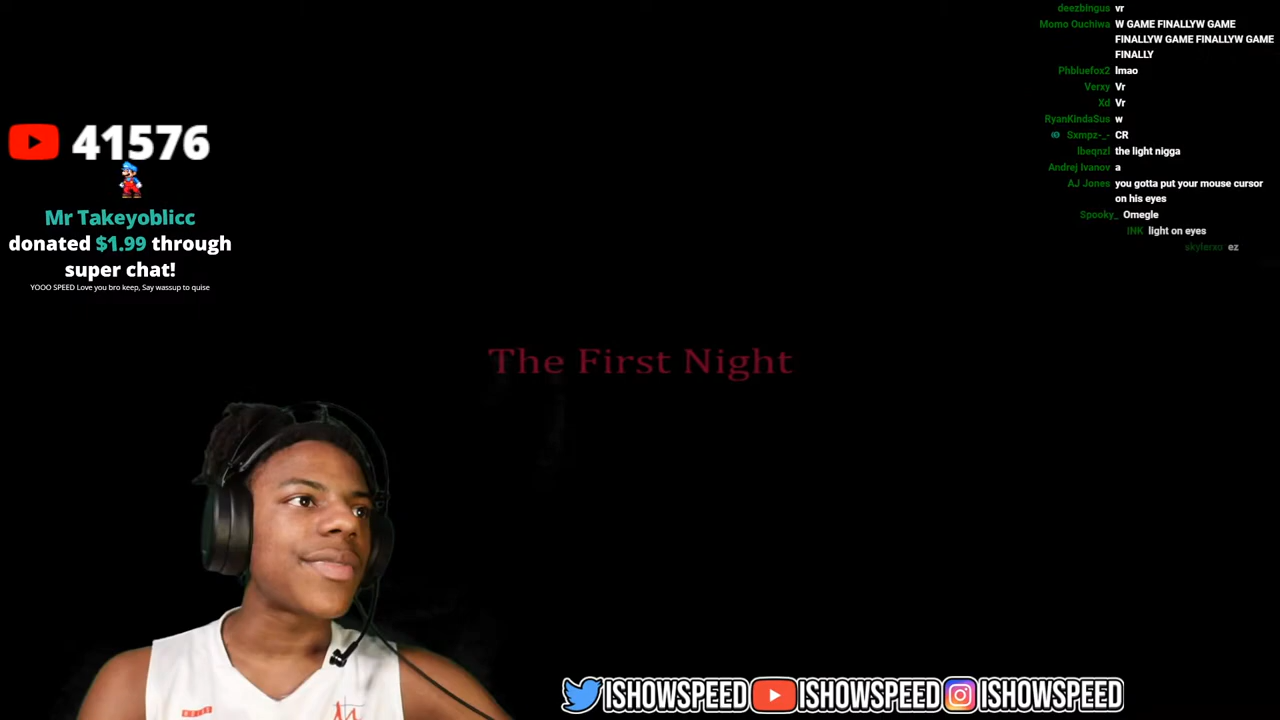 41576
Mr Takeyoblicc
donated $1.99 through
super chat!
YOOO SPEED Love you bro keep, Say wassup to quise
deezbingus vr
Momo Ouchiwa W GAME FINALLYW GAME
FINALLYW GAME FINALLYW GAME
FINALLY
Phbluefox2 lmao
Verxy Vr
Xd Vr
RyanKindaSus w
Sxmpz-_- CR
lbeqnzl the light nigga
Andrej Ivanov a
AJ Jones you gotta put your mouse cursor
on his eyes
Spooky_ Omegle
INK light on eyes
skylerxo ez
The First Night
ISHOWSPEED ISHOWSPEED ISHOWSPEED